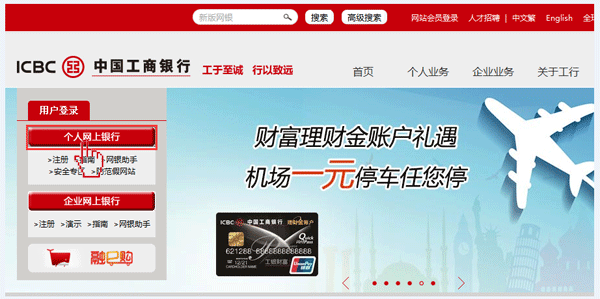 新版网银 搜索 高级搜索 网站会员登录 人才招聘 | 中文繁 English 全球
ICBC 中国工商银行 工于至诚 行以致远
首页 个人业务 企业业务 关于工行
用户登录
个人网上银行
>注册 >指南 >网银助手
>安全专区 >防范假网站
企业网上银行
>注册 >演示 >指南 >网银助手
融e购
财富理财金账户礼遇
机场一元停车任您停
ICBC 中国工商银行 理财金账户
Quick Pass
12/21
CARDHOLDER NAME
工银财富
银联